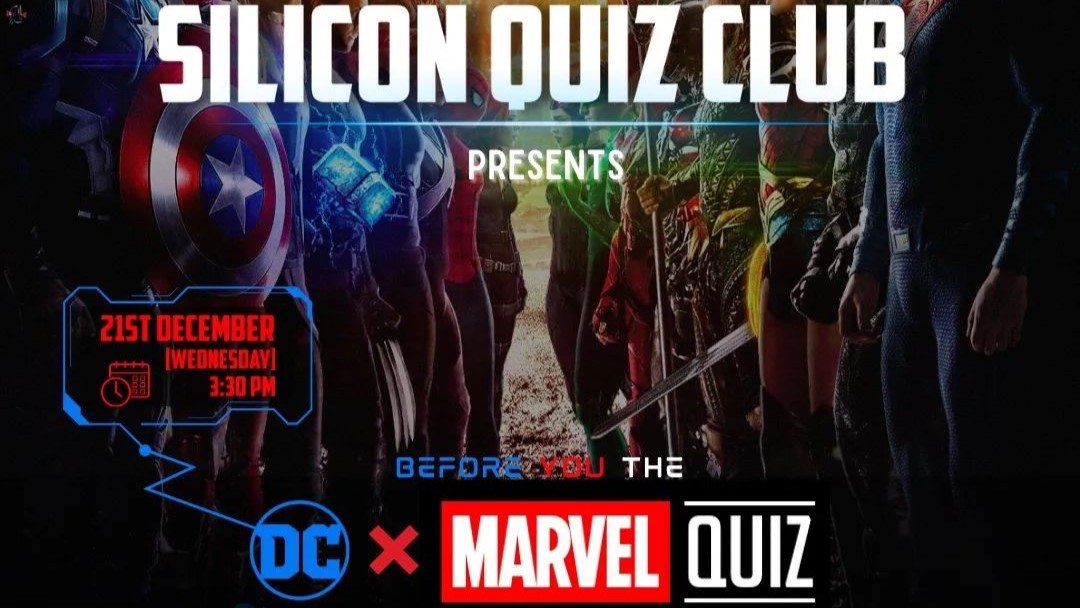 SILICON QUIZ CLUB
PRESENTS
21ST DECEMBER
[WEDNESDAY]
3:30 PM
BEFORE YOU THE
DC × MARVEL QUIZ